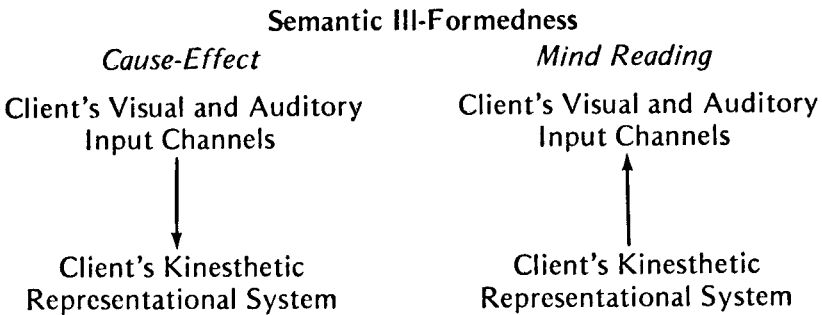 Semantic Ill-Formedness
Cause-Effect
Client's Visual and Auditory
Input Channels
Client's Kinesthetic
Representational System
Mind Reading
Client's Visual and Auditory
Input Channels
Client's Kinesthetic
Representational System